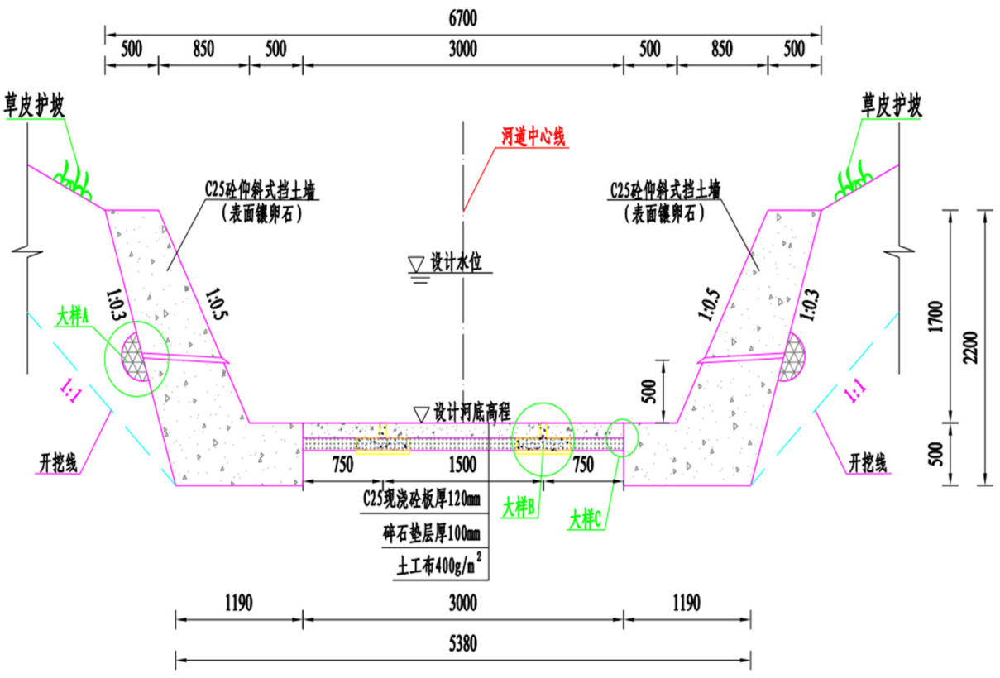 6700
500 850 500 3000 500 850 500
草皮护坡
草皮护坡
河道中心线
C25砼仰斜式挡土墙
(表面镶卵石)
C25砼仰斜式挡土墙
(表面镶卵石)
设计水位
1:0.3
1:0.5
1:0.5
1:0.3
大样A
1700
2200
1:1
1:1
500
设计河底高程
开挖线
开挖线
500
750 1500 750
C25现浇砼板厚120mm
大样B
大样C
碎石垫层厚100mm
土工布400g/m²
1190 3000 1190
5380